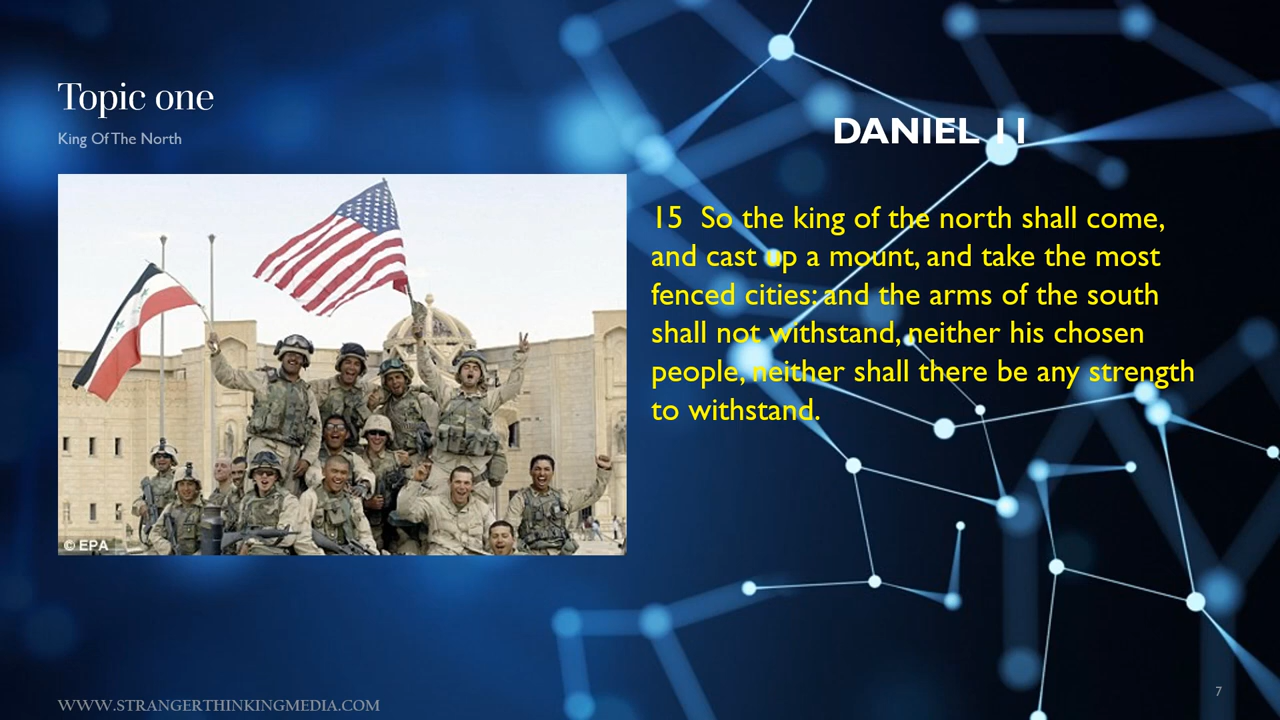 Topic one
King Of The North
DANIEL 11
15  So the king of the north shall come,
and cast up a mount, and take the most
fenced cities: and the arms of the south
shall not withstand, neither his chosen
people, neither shall there be any strength
to withstand.
© EPA
WWW.STRANGERTHINKINGMEDIA.COM
7